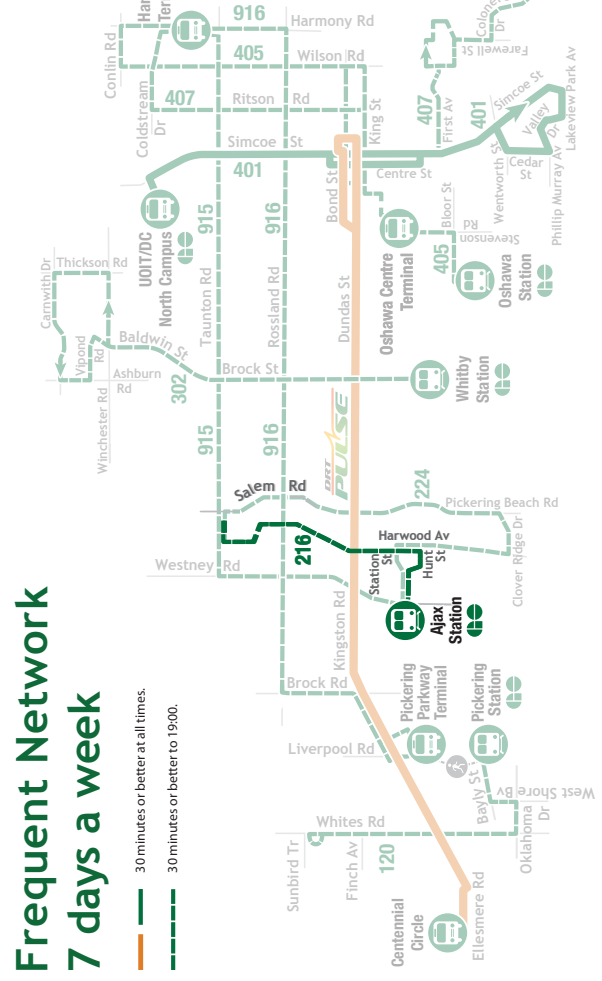 Frequent Network
7 days a week
30 minutes or better at all times.
30 minutes or better to 19:00.
Centennial
Circle
Ellesmere Rd
Sunbird Tr
Finch Av
120
Whites Rd
Oklahoma
Dr
West Shore Bv
Bayly St
Liverpool Rd
Pickering
Parkway
Terminal
Pickering
Station
Brock Rd
Kingston Rd
Westney Rd
Ajax
Station
Station
St
Hunt
St
Harwood Av
216
Salem Rd
224
Pickering Beach Rd
Clover Ridge Dr
DRT
PULSE
915
916
302
Brock St
Whitby
Station
Winchester Rd
Ashburn
Rd
Baldwin St
Vipond
Rd
Carnwith Dr
Thickson Rd
UOIT/DC
North Campus
Taunton Rd
915
Rossland Rd
916
Dundas St
Bond St
Oshawa Centre
Terminal
405
Bloor St
Stevenson
Rd
Oshawa
Station
Simcoe St
401
Centre St
King St
Coldstream
Dr
407
Ritson Rd
Conlin Rd
405
Wilson Rd
916
Harmony Rd
Har
Ter
407
First Av
401
Simcoe St
Wentworth St
Cedar
St
Valley
Dr
Phillip Murray Av
Lakeview Park Av
Farewell St
Colone
Dr